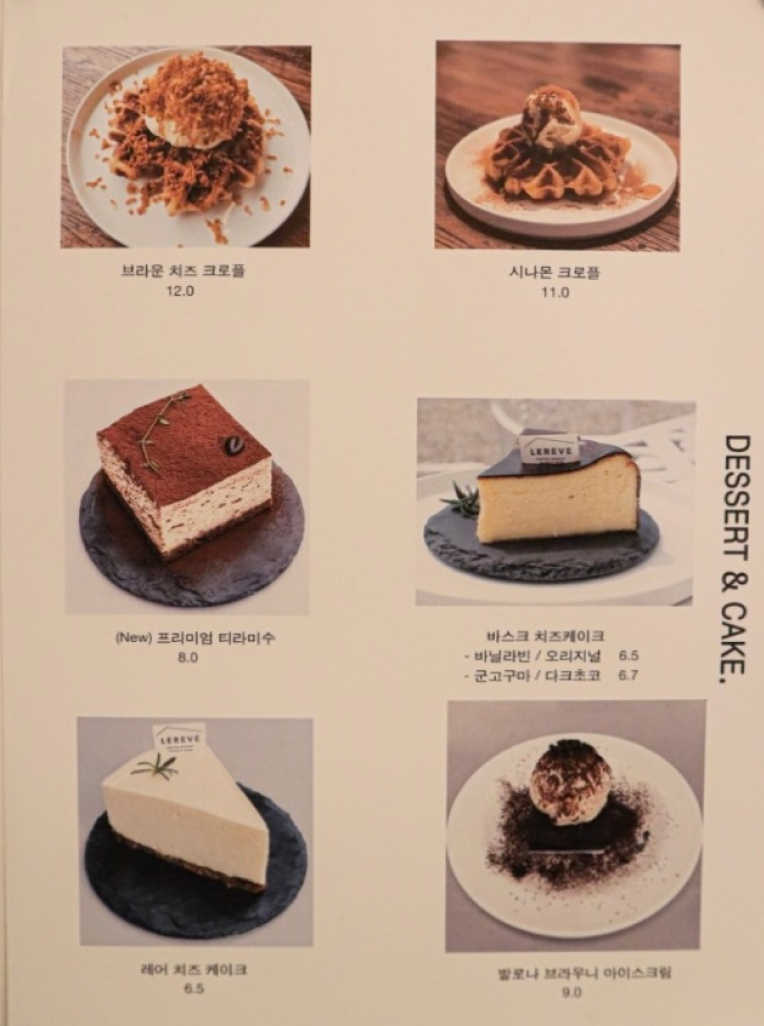 브라운 치즈 크로플
12.0
시나몬 크로플
11.0
(New) 프리미엄 티라미수
8.0
LEREVE
바스크 치즈케이크
- 바닐라빈 / 오리지널 6.5
- 군고구마 / 다크초코 6.7
DESSERT & CAKE.
LEREVE
레어 치즈 케이크
6.5
발로나 브라우니 아이스크림
9.0